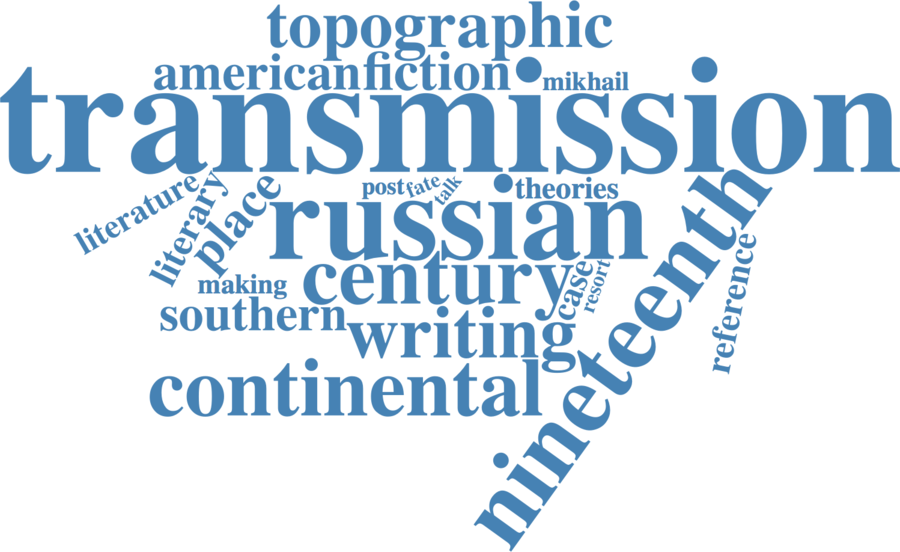 topographic
americanfiction
mikhail
transmission
literature
literary
place
post
fate
talk
theories
russian
nineteenth
century
making
case
resort
reference
southern
writing
continental